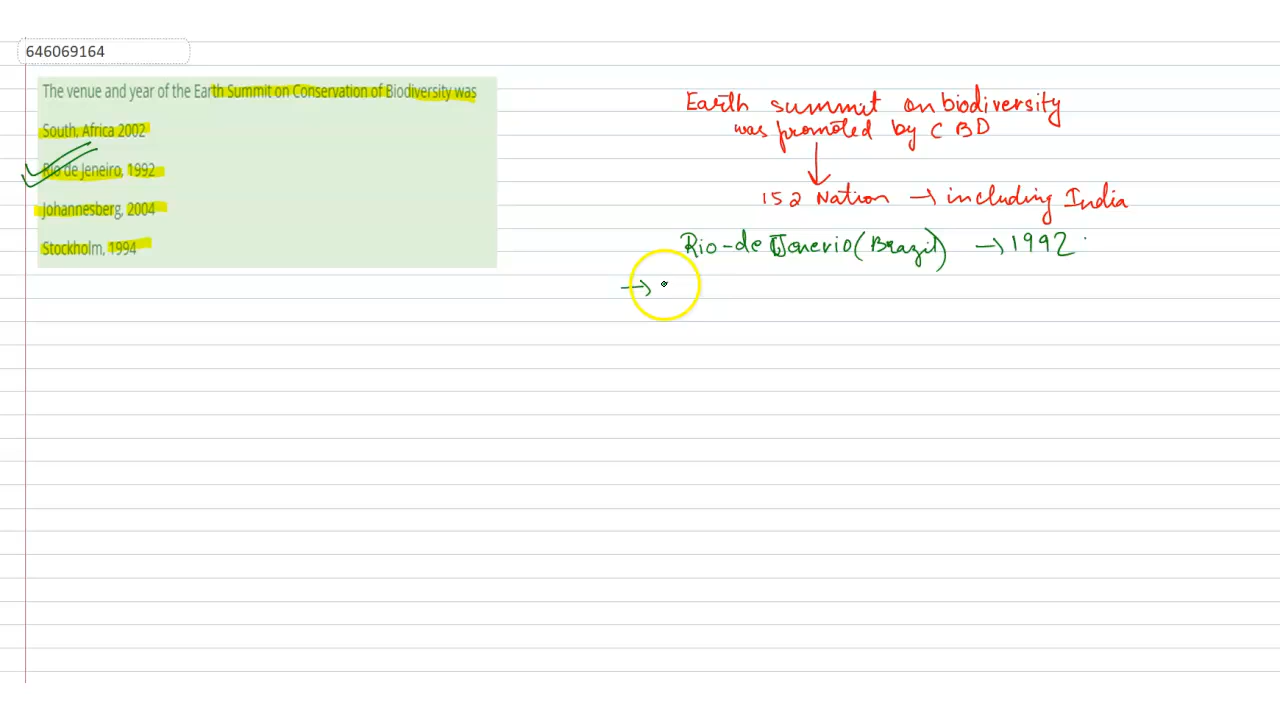 646069164
The venue and year of the Earth Summit on Conservation of Biodiversity was
South, Africa 2002
Rio de Jeneiro, 1992
Johannesberg, 2004
Stockholm, 1994
Earth summit on biodiversity
was promoted by CBD
152 Nation → including India
Rio-de Jenerio (Brazil) → 1992
→